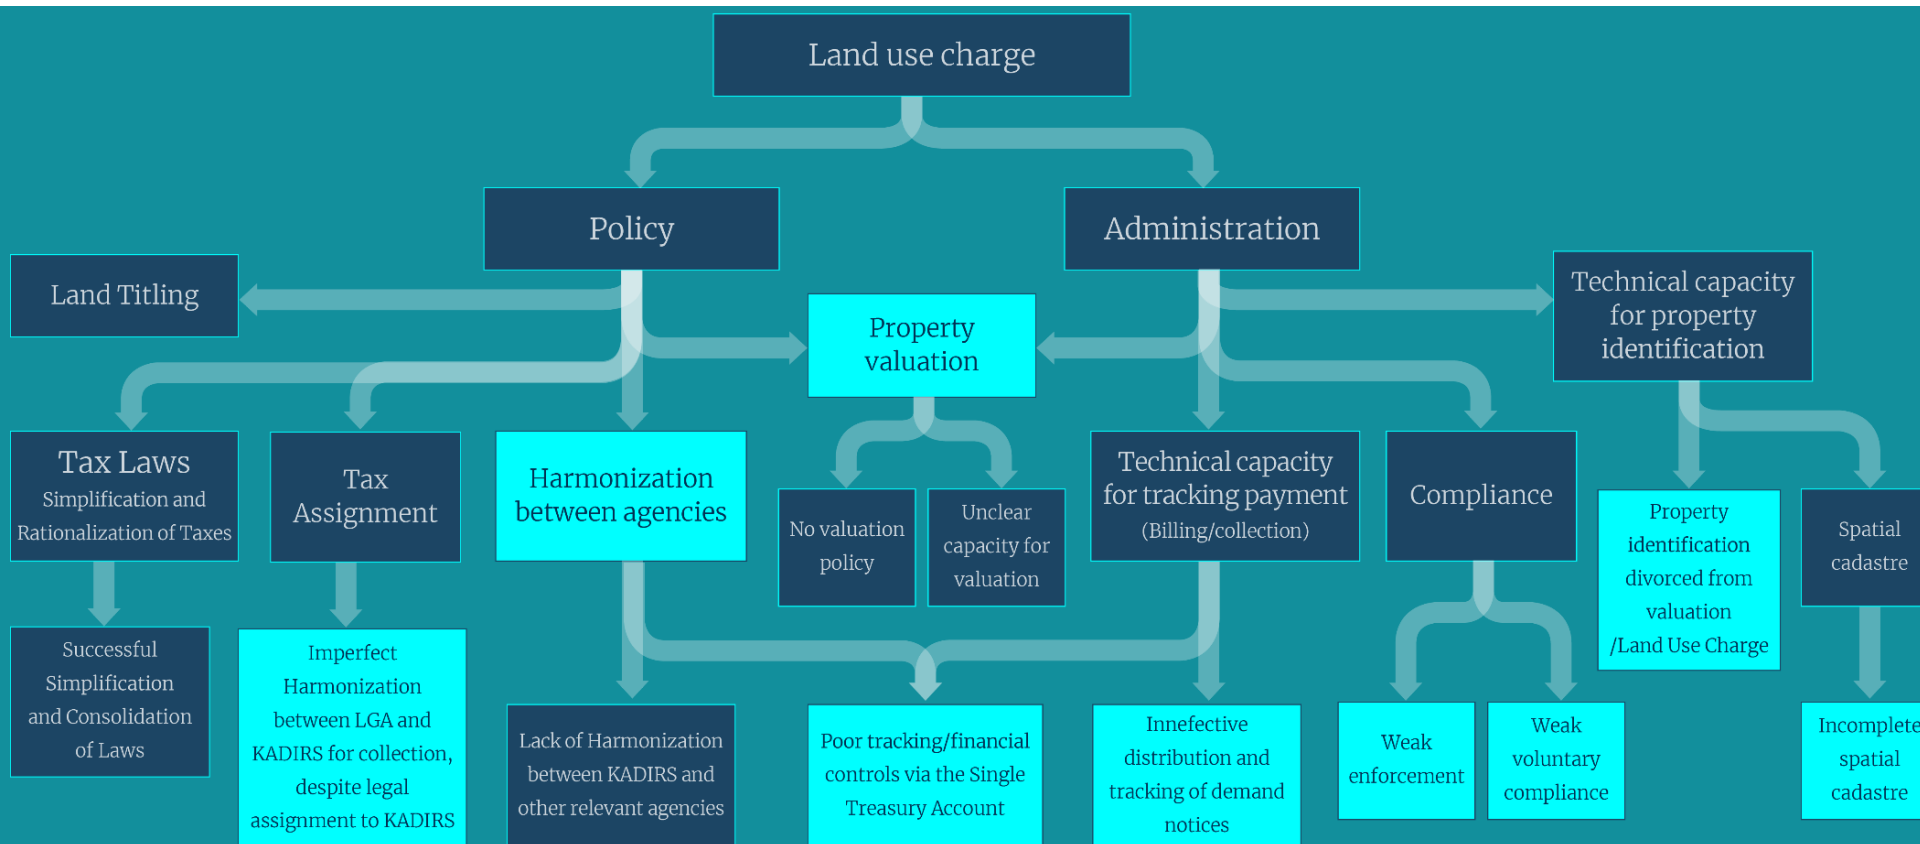 Land use charge
Policy
Administration
Land Titling
Property
valuation
Technical capacity
for property
identification
Tax Laws
Simplification and
Rationalization of Taxes
Tax
Assignment
Harmonization
between agencies
No valuation
policy
Unclear
capacity for
valuation
Technical capacity
for tracking payment
(Billing/collection)
Compliance
Property
identification
divorced from
valuation
/Land Use Charge
Spatial
cadastre
Successful
Simplification
and Consolidation
of Laws
Imperfect
Harmonization
between LGA and
KADIRS for collection,
despite legal
assignment to KADIRS
Lack of Harmonization
between KADIRS and
other relevant agencies
Poor tracking/financial
controls via the Single
Treasury Account
Innefective
distribution and
tracking of demand
notices
Weak
enforcement
Weak
voluntary
compliance
Incomplete
spatial
cadastre